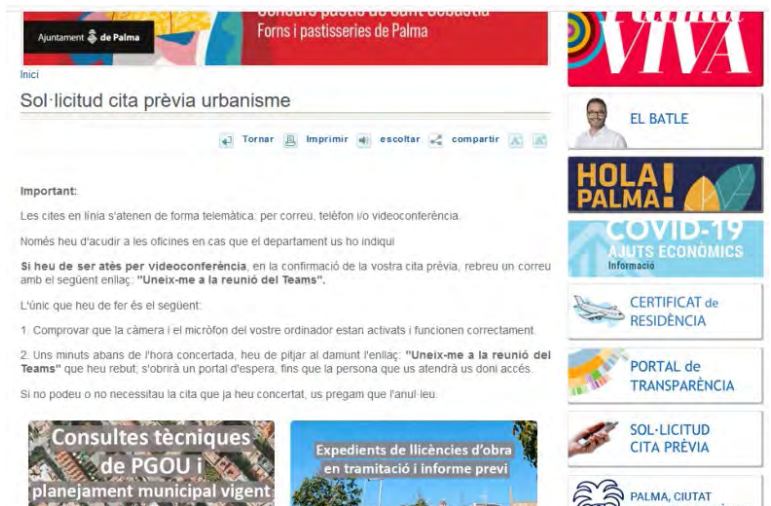 Concurs pastís de Sant Sebastià
Forns i pastisseries de Palma
Ajuntament de Palma
Inici
Sol·licitud cita prèvia urbanisme
Tornar Imprimir escoltar compartir
Important:
Les cites en línia s'atenen de forma telemàtica: per correu, telèfon i/o videoconferència.
Només heu d'acudir a les oficines en cas que el departament us ho indiqui
Si heu de ser atès per videoconferència, en la confirmació de la vostra cita prèvia, rebreu un correu
amb el següent enllaç: "Uneix-me a la reunió del Teams".
L'únic que heu de fer és el següent:
1. Comprovar que la càmera i el micròfon del vostre ordinador estan activats i funcionen correctament.
2. Uns minuts abans de l'hora concertada, heu de pitjar al damunt l'enllaç: "Uneix-me a la reunió del
Teams" que heu rebut; s'obrirà un portal d'espera, fins que la persona que us atendrà us doni accés.
Si no podeu o no necessitau la cita que ja heu concertat, us pregam que l'anul·leu.
Consultes tècniques
de PGOU i
planejament municipal vigent
Expedients de llicències d'obra
en tramitació i informe previ
VIVA
EL BATLE
HOLA
PALMA!
COVID-19
AJUTS ECONÒMICS
Informació
CERTIFICAT de
RESIDÈNCIA
PORTAL de
TRANSPARÈNCIA
SOL·LICITUD
CITA PRÈVIA
PALMA, CIUTAT